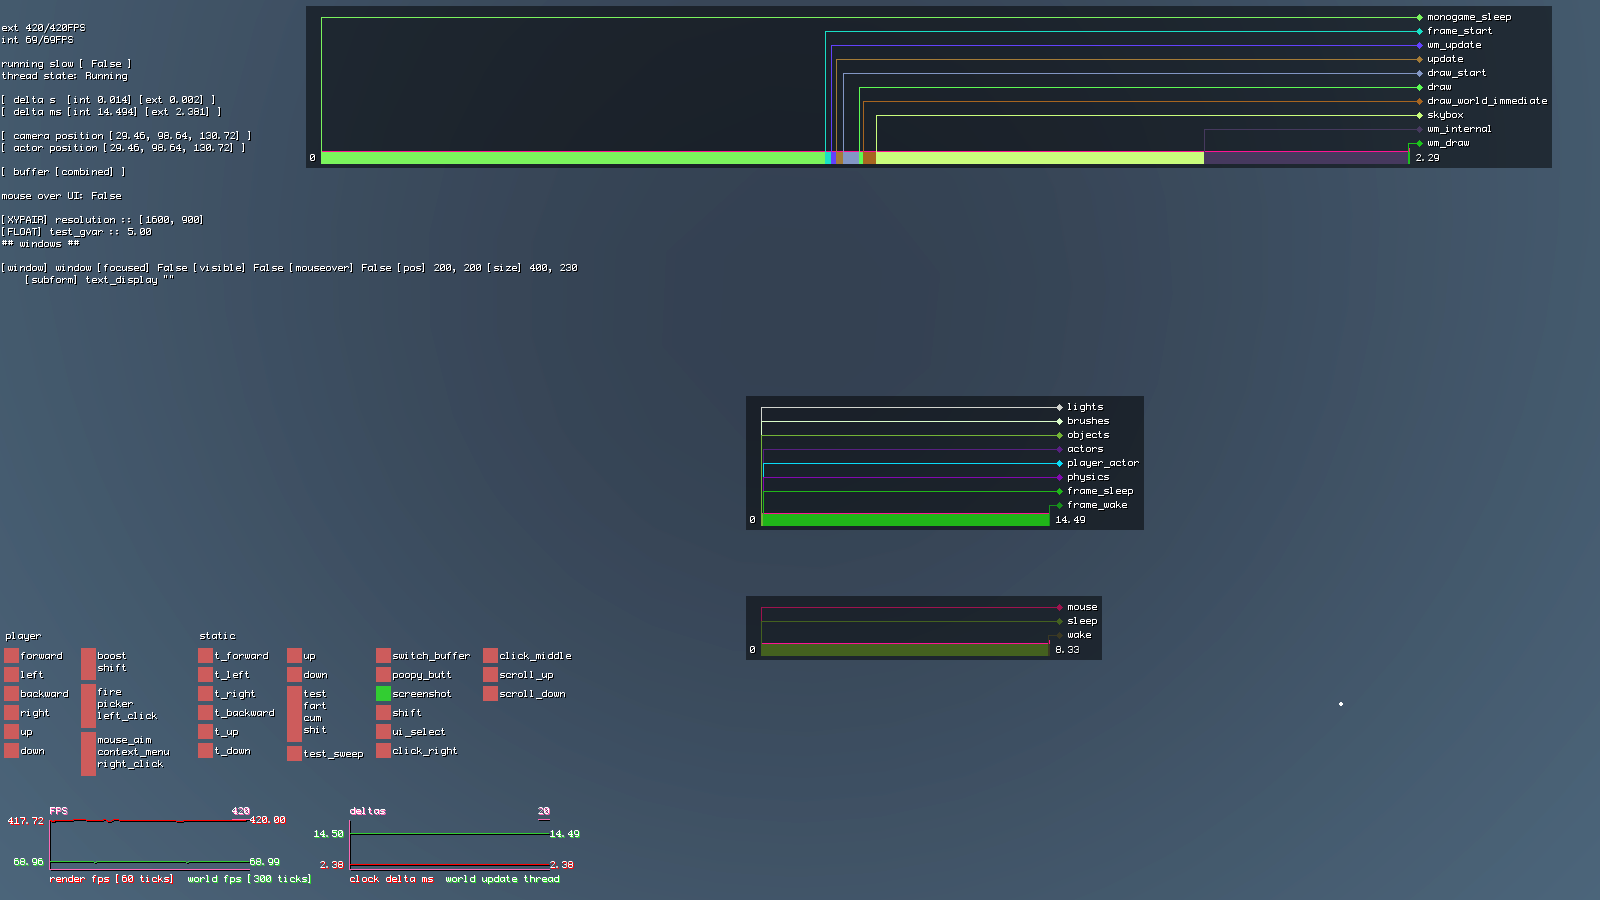 ext 420/420FPS
int 69/69FPS
running slow [ False ]
thread state: Running
[ delta s  [int 0.014] [ext 0.002] ]
[ delta ms [int 14.494] [ext 2.381] ]
[ camera position [29.46, 98.64, 130.72] ]
[ actor position [29.46, 98.64, 130.72] ]
[ buffer [combined] ]
mouse over UI: False
[XYPAIR] resolution :: [1600, 900]
[FLOAT] test_gvar :: 5.00
## windows ##
[window] window [focused] False [visible] False [mouseover] False [pos] 200, 200 [size] 400, 230
[subform] text_display ""
monogame_sleep
frame_start
wm_update
update
draw_start
draw
draw_world_immediate
skybox
wm_internal
wm_draw
0 2.29
lights
brushes
objects
actors
player_actor
physics
frame_sleep
frame_wake
0 14.49
mouse
sleep
wake
0 8.33
player
forward
left
backward
right
up
down
boost
shift
fire
picker
left_click
mouse_aim
context_menu
right_click
static
t_forward
t_left
t_right
t_backward
t_up
t_down
up
down
test
fart
cum
shit
test_sweep
switch_buffer
poopy_butt
screenshot
shift
ui_select
click_right
click_middle
scroll_up
scroll_down
FPS 420
417.72 420.00
68.96 68.99
render fps [60 ticks] world fps [300 ticks]
deltas 20
14.50 14.49
2.38 2.38
clock delta ms world update thread